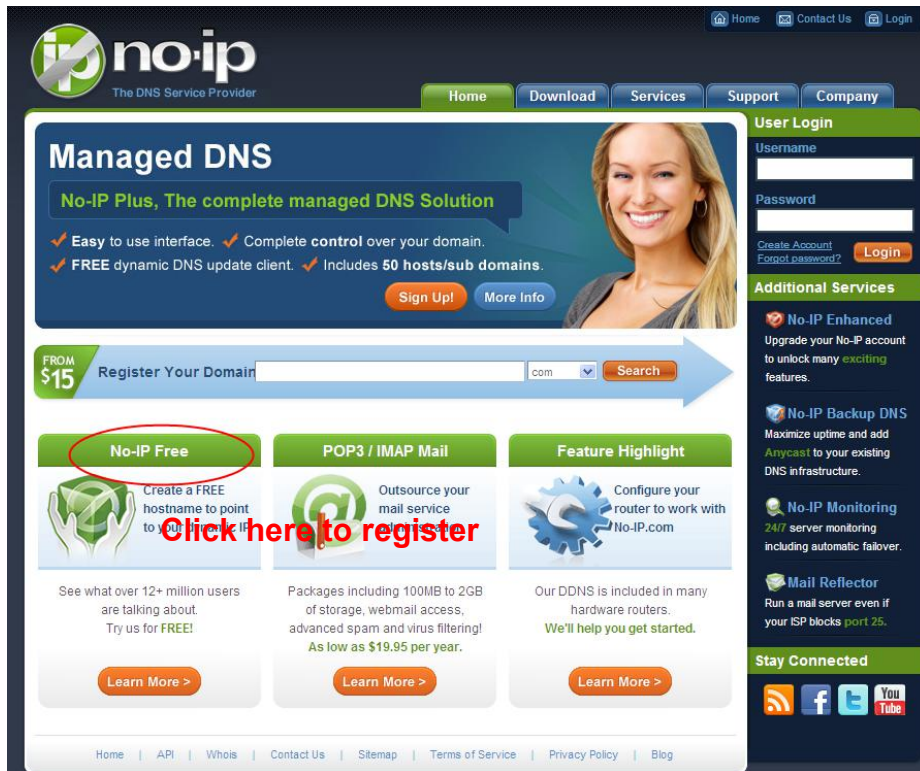 Home Contact Us Login
ip no·ip
The DNS Service Provider
Home Download Services Support Company
Managed DNS
No-IP Plus, The complete managed DNS Solution
Easy to use interface. Complete control over your domain.
FREE dynamic DNS update client. Includes 50 hosts/sub domains.
Sign Up! More Info
User Login
Username
Password
Create Account
Forgot password?
Login
FROM
$15
Register Your Domain
com
Search
No-IP Free
Create a FREE
hostname to point
to your dynamic IP
Click here to register
See what over 12+ million users
are talking about.
Try us for FREE!
Learn More >
POP3 / IMAP Mail
Outsource your
mail service
administration
Packages including 100MB to 2GB
of storage, webmail access,
advanced spam and virus filtering!
As low as $19.95 per year.
Learn More >
Feature Highlight
Configure your
router to work with
No-IP.com
Our DDNS is included in many
hardware routers.
We'll help you get started.
Learn More >
Additional Services
No-IP Enhanced
Upgrade your No-IP account
to unlock many exciting
features.
No-IP Backup DNS
Maximize uptime and add
Anycast to your existing
DNS infrastructure.
No-IP Monitoring
24/7 server monitoring
including automatic failover.
Mail Reflector
Run a mail server even if
your ISP blocks port 25.
Stay Connected
f t You
Tube
Home | API | Whois | Contact Us | Sitemap | Terms of Service | Privacy Policy | Blog